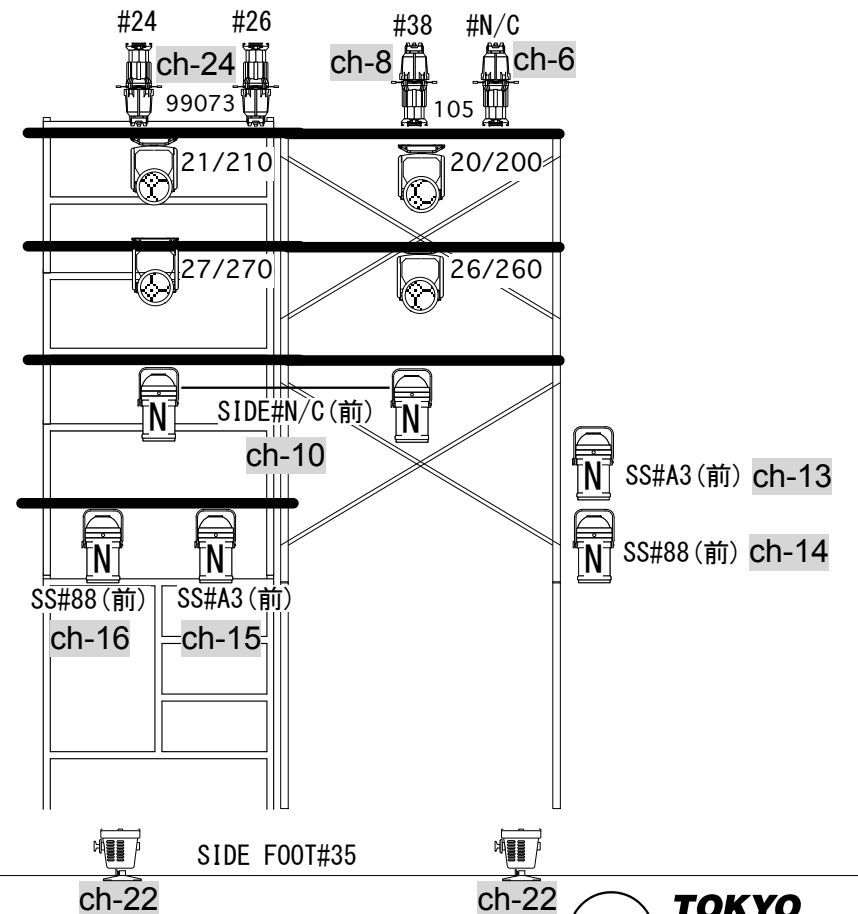 #24 #26 #38 #N/C
ch-24 ch-8 ch-6
99073 105
21/210 20/200
27/270 26/260
N N
SIDE#N/C(前)
ch-10
N SS#A3(前) ch-13
N N
N SS#88(前) ch-14
SS#88(前) SS#A3(前)
ch-16 ch-15
SIDE FOOT#35
ch-22 ch-22
TOKYO